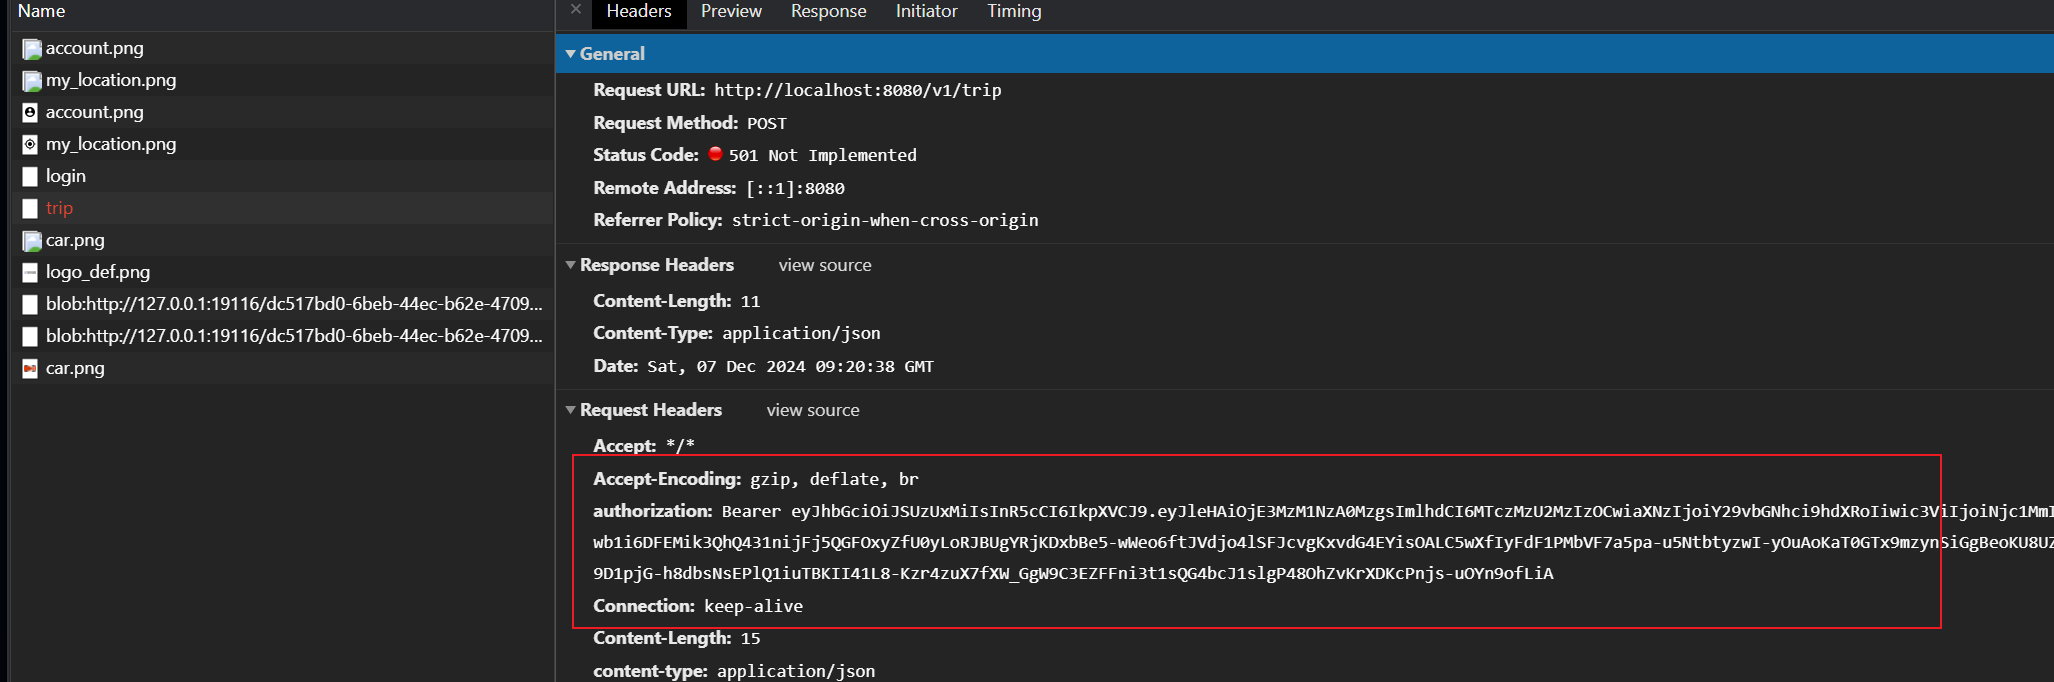 Name
account.png
my_location.png
account.png
my_location.png
login
trip
car.png
logo_def.png
blob:http://127.0.0.1:19116/dc517bd0-6beb-44ec-b62e-4709...
blob:http://127.0.0.1:19116/dc517bd0-6beb-44ec-b62e-4709...
car.png
× Headers Preview Response Initiator Timing
General
Request URL: http://localhost:8080/v1/trip
Request Method: POST
Status Code: 501 Not Implemented
Remote Address: [::1]:8080
Referrer Policy: strict-origin-when-cross-origin
Response Headers view source
Content-Length: 11
Content-Type: application/json
Date: Sat, 07 Dec 2024 09:20:38 GMT
Request Headers view source
Accept: */*
Accept-Encoding: gzip, deflate, br
authorization: Bearer eyJhbGciOiJSUzUxMiIsInR5cCI6IkpXVCJ9.eyJleHAiOjE3MzM1NzA0MzgsImlhdCI6MTczMzU2MzIzOCwiaXNzIjoiY29vbGNhci9hdXRoIiwic3ViIjoiNjc1MmI
wb1i6DFEMik3QhQ431nijFj5QGFOxyZfU0yLoRJBUgYRjKDxbBe5-wWeo6ftJVdjo4lSFJcvgKxvdG4EYisOALC5wXfIyFdF1PMbVF7a5pa-u5NtbtyzwI-yOuAoKaT0GTx9mzynSiGgBeoKU8UZ
9D1pjG-h8dbsNsEPlQ1iuTBKII41L8-Kzr4zuX7fXW_GgW9C3EZFFni3t1sQG4bcJ1slgP48OhZvKrXDKcPnjs-uOYn9ofLiA
Connection: keep-alive
Content-Length: 15
content-type: application/json